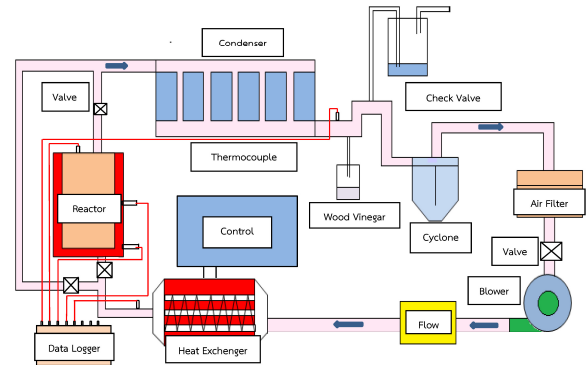 Condenser
Valve
Check Valve
Thermocouple
Reactor
Air Filter
Wood Vinegar
Control
Cyclone
Valve
Blower
Flow
Data Logger
Heat Exchenger